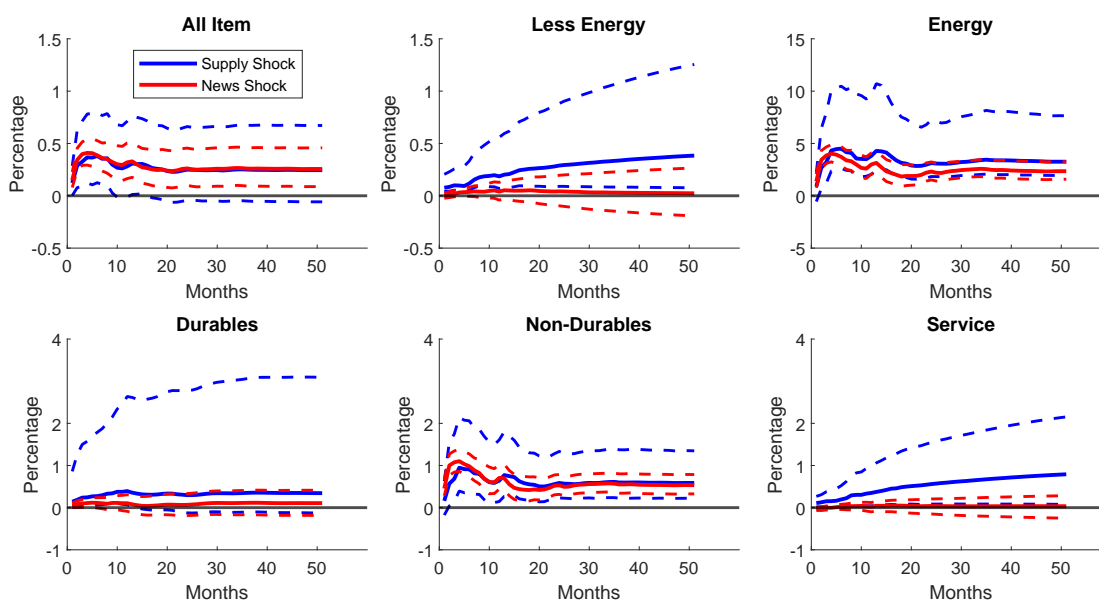 All Item
Less Energy
Energy
1.5
1
0.5
0
-0.5
Percentage
Supply Shock
News Shock
0 10 20 30 40 50
Months
1.5
1
0.5
0
-0.5
Percentage
0 10 20 30 40 50
Months
15
10
5
0
-5
Percentage
0 10 20 30 40 50
Months
Durables
Non-Durables
Service
4
3
2
1
0
-1
Percentage
0 10 20 30 40 50
Months
4
3
2
1
0
-1
Percentage
0 10 20 30 40 50
Months
4
3
2
1
0
-1
Percentage
0 10 20 30 40 50
Months